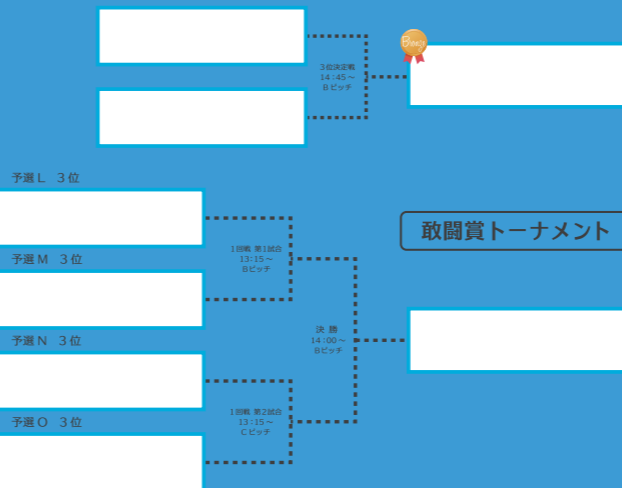 Bronze
3位決定戦
14:45～
Bピッチ
予選L 3位
敢闘賞トーナメント
1回戦 第1試合
13:15～
Bピッチ
予選M 3位
予選N 3位
決 勝
14:00～
Bピッチ
1回戦 第2試合
13:15～
Cピッチ
予選O 3位